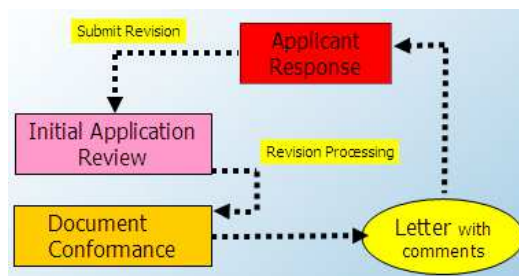 Submit Revision
Applicant
Response
Initial Application
Review
Revision Processing
Document
Conformance
Letter with
comments